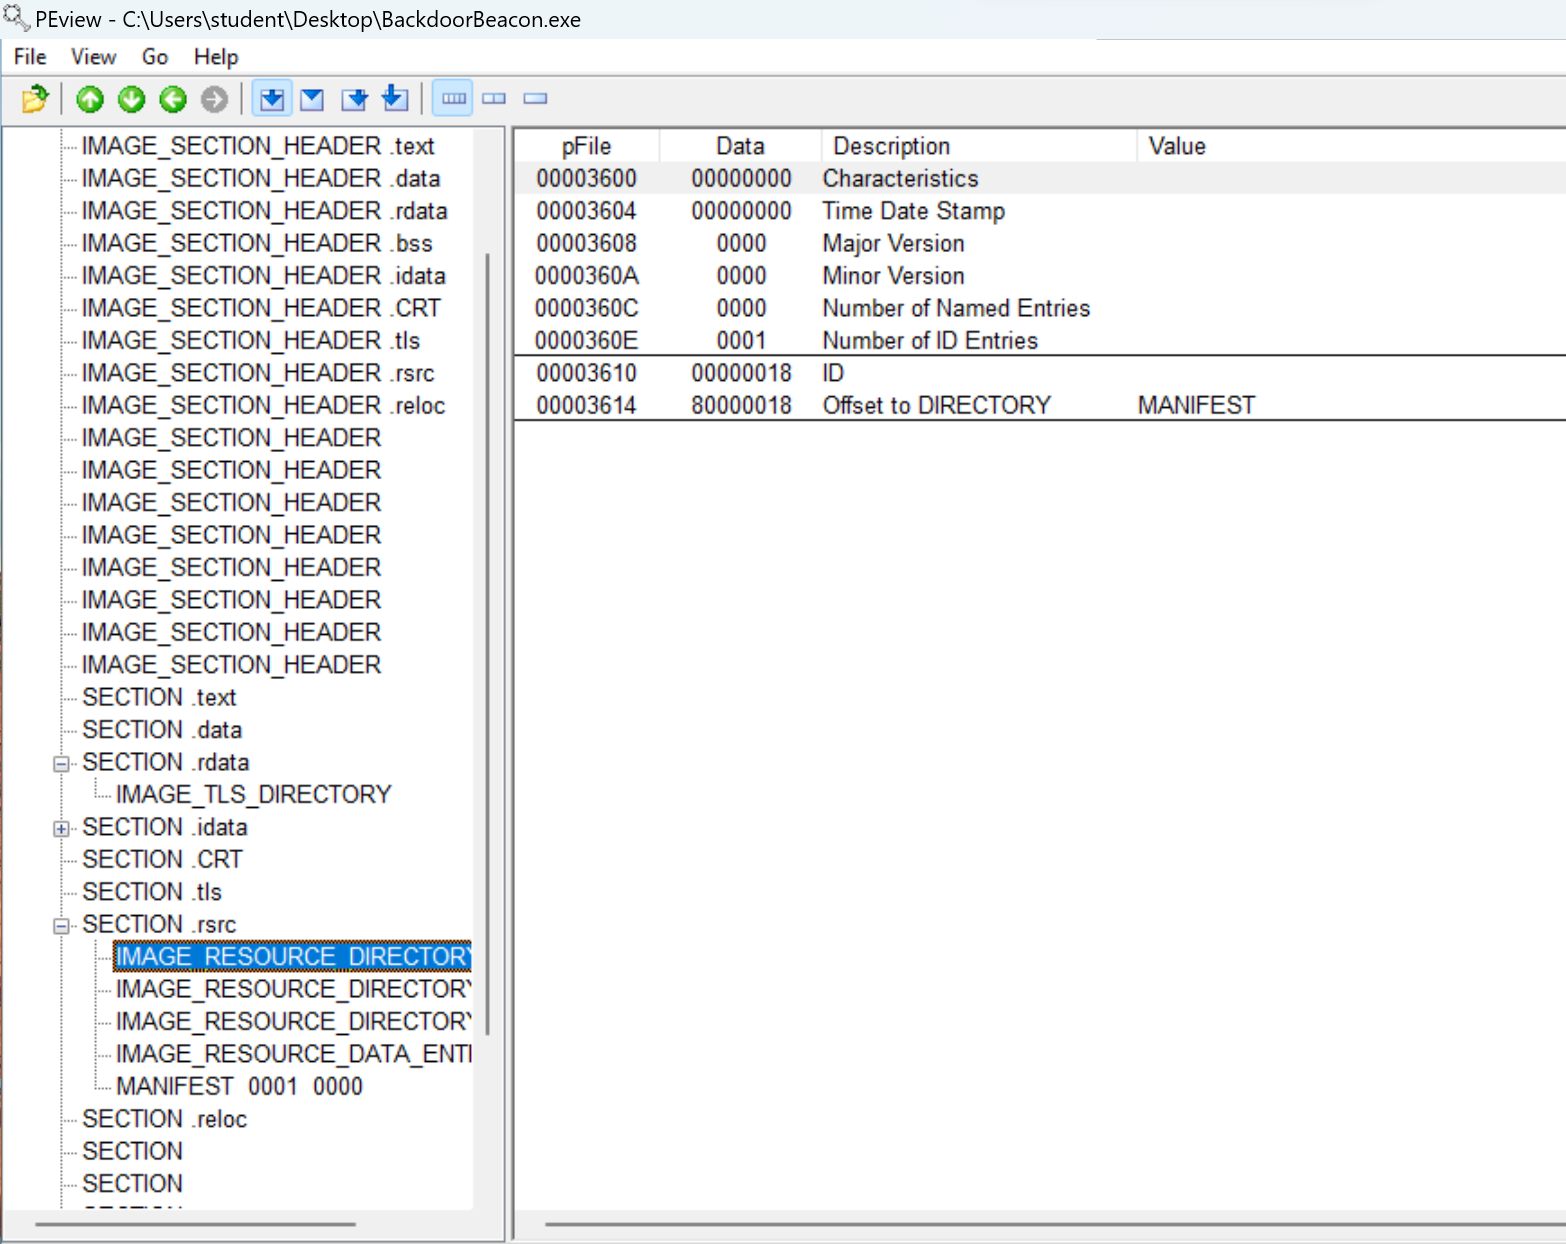 PEview - C:\Users\student\Desktop\BackdoorBeacon.exe
File View Go Help
IMAGE_SECTION_HEADER .text
IMAGE_SECTION_HEADER .data
IMAGE_SECTION_HEADER .rdata
IMAGE_SECTION_HEADER .bss
IMAGE_SECTION_HEADER .idata
IMAGE_SECTION_HEADER .CRT
IMAGE_SECTION_HEADER .tls
IMAGE_SECTION_HEADER .rsrc
IMAGE_SECTION_HEADER .reloc
IMAGE_SECTION_HEADER
IMAGE_SECTION_HEADER
IMAGE_SECTION_HEADER
IMAGE_SECTION_HEADER
IMAGE_SECTION_HEADER
IMAGE_SECTION_HEADER
IMAGE_SECTION_HEADER
IMAGE_SECTION_HEADER
SECTION .text
SECTION .data
SECTION .rdata
IMAGE_TLS_DIRECTORY
SECTION .idata
SECTION .CRT
SECTION .tls
SECTION .rsrc
IMAGE_RESOURCE_DIRECTORY
IMAGE_RESOURCE_DIRECTORY
IMAGE_RESOURCE_DIRECTORY
IMAGE_RESOURCE_DATA_ENT
MANIFEST 0001 0000
SECTION .reloc
SECTION
SECTION
pFile Data Description Value
00003600 00000000 Characteristics
00003604 00000000 Time Date Stamp
00003608 0000 Major Version
0000360A 0000 Minor Version
0000360C 0000 Number of Named Entries
0000360E 0001 Number of ID Entries
00003610 00000018 ID
00003614 80000018 Offset to DIRECTORY MANIFEST